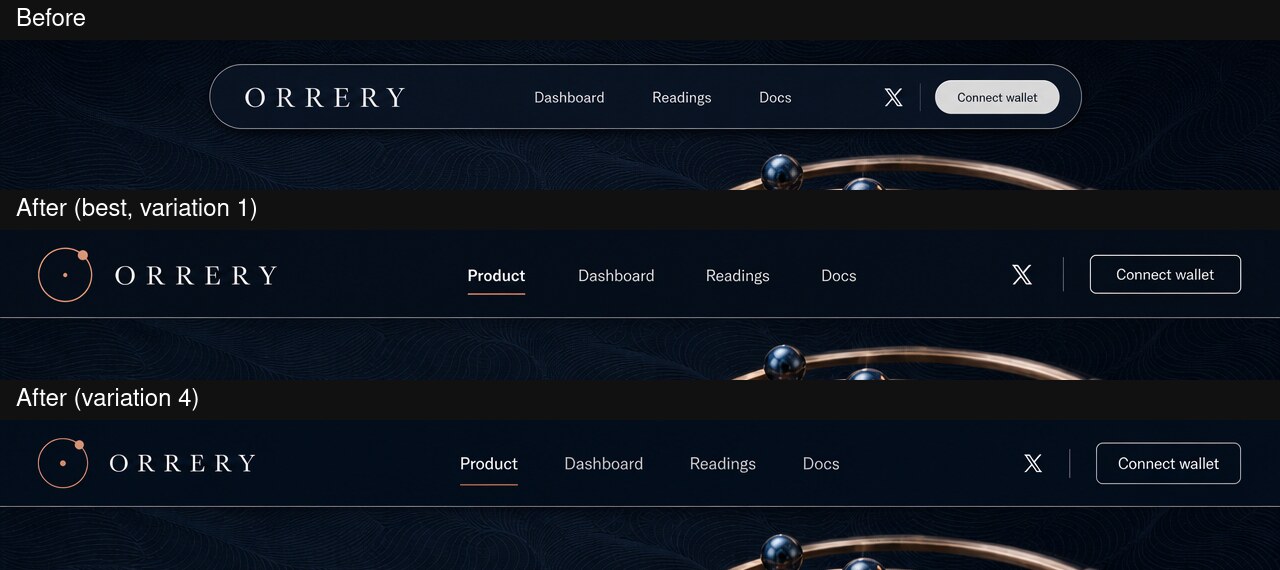 Before
ORRERY Dashboard Readings Docs X Connect wallet
After (best, variation 1)
ORRERY Product Dashboard Readings Docs X Connect wallet
After (variation 4)
ORRERY Product Dashboard Readings Docs X Connect wallet